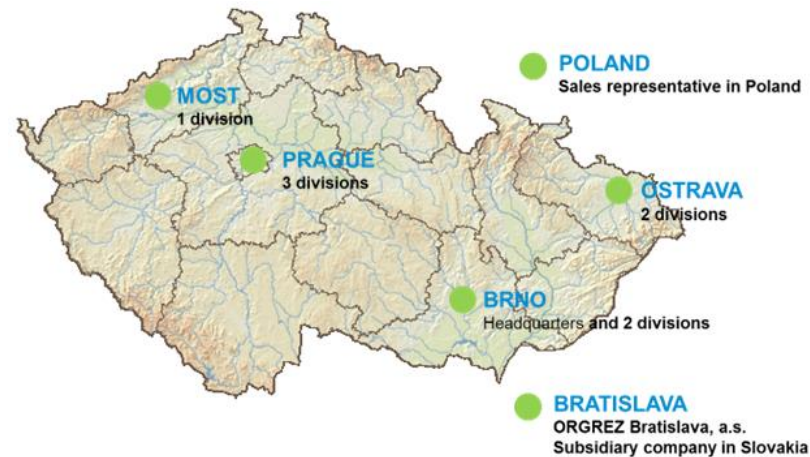 POLAND
Sales representative in Poland
MOST
1 division
PRAGUE
3 divisions
OSTRAVA
2 divisions
BRNO
Headquarters and 2 divisions
BRATISLAVA
ORGREZ Bratislava, a.s.
Subsidiary company in Slovakia